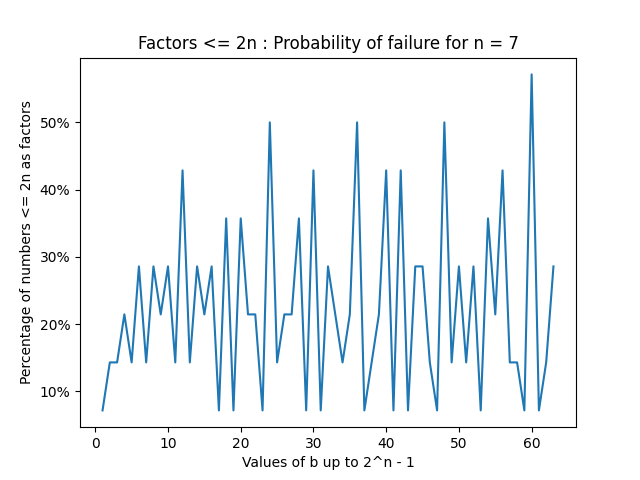 Factors <= 2n : Probability of failure for n = 7
Percentage of numbers <= 2n as factors
50%
40%
30%
20%
10%
0 10 20 30 40 50 60
Values of b up to 2^n - 1